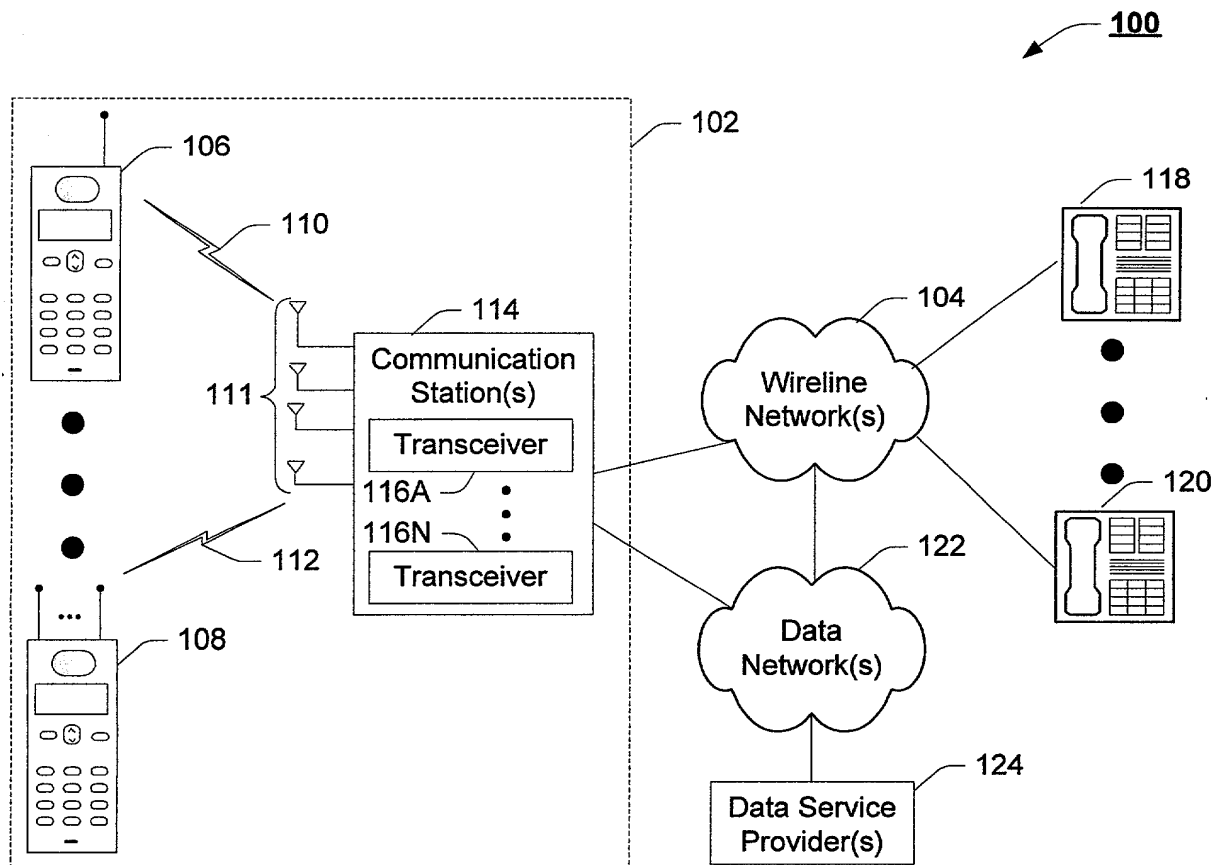 100
102
106
118
110
104
114
Communication
Station(s)
111
Wireline
Network(s)
Transceiver
116A
120
116N
122
112
Transceiver
Data
Network(s)
...
108
124
Data Service
Provider(s)